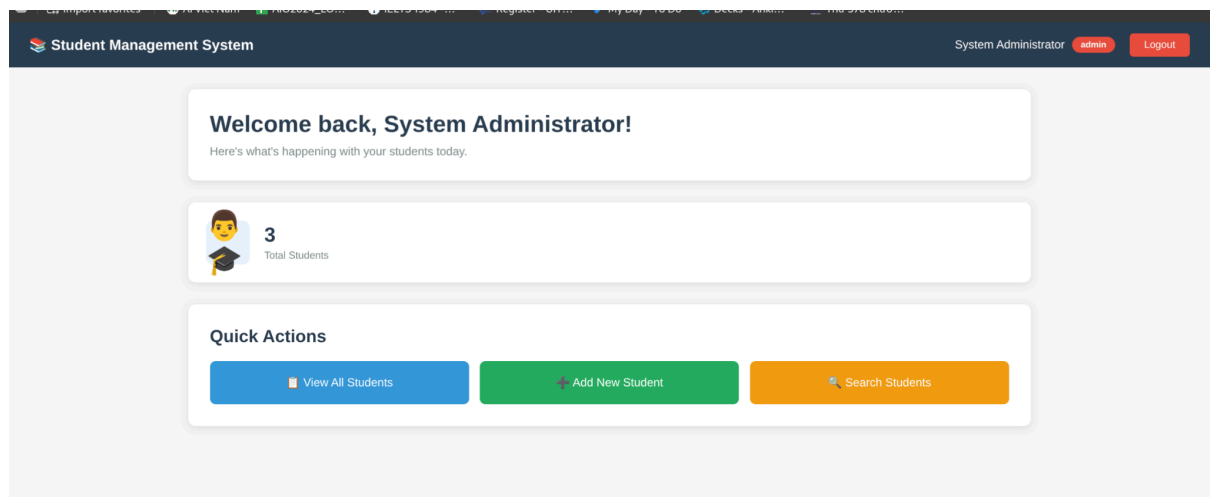 Student Management System
System Administrator admin Logout
Welcome back, System Administrator!
Here's what's happening with your students today.
3
Total Students
Quick Actions
View All Students
Add New Student
Search Students